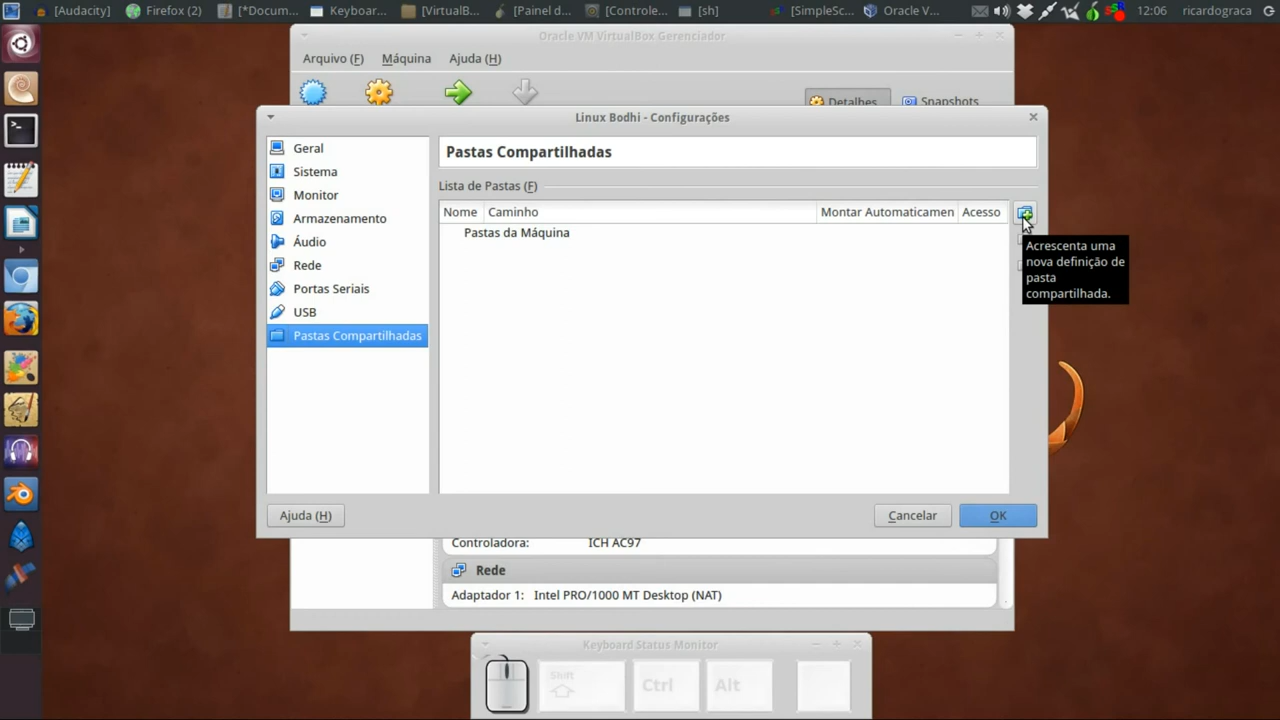 [Audacity] Firefox (2) [*Docum... Keyboar... [VirtualB... [Painel d... [Controle... [sh] [SimpleSc... Oracle V... 12:06 ricardograca
Oracle VM VirtualBox Gerenciador
Arquivo (F) Máquina Ajuda (H)
Detalhes Snapshots
Linux Bodhi - Configurações
Geral
Sistema
Monitor
Armazenamento
Áudio
Rede
Portas Seriais
USB
Pastas Compartilhadas
Pastas Compartilhadas
Lista de Pastas (F)
Nome Caminho Montar Automaticamen Acesso
Pastas da Máquina
Acrescenta uma
nova definição de
pasta
compartilhada.
Ajuda (H) Cancelar OK
Controladora: ICH AC97
Rede
Adaptador 1: Intel PRO/1000 MT Desktop (NAT)
Keyboard Status Monitor
Shift Ctrl Alt